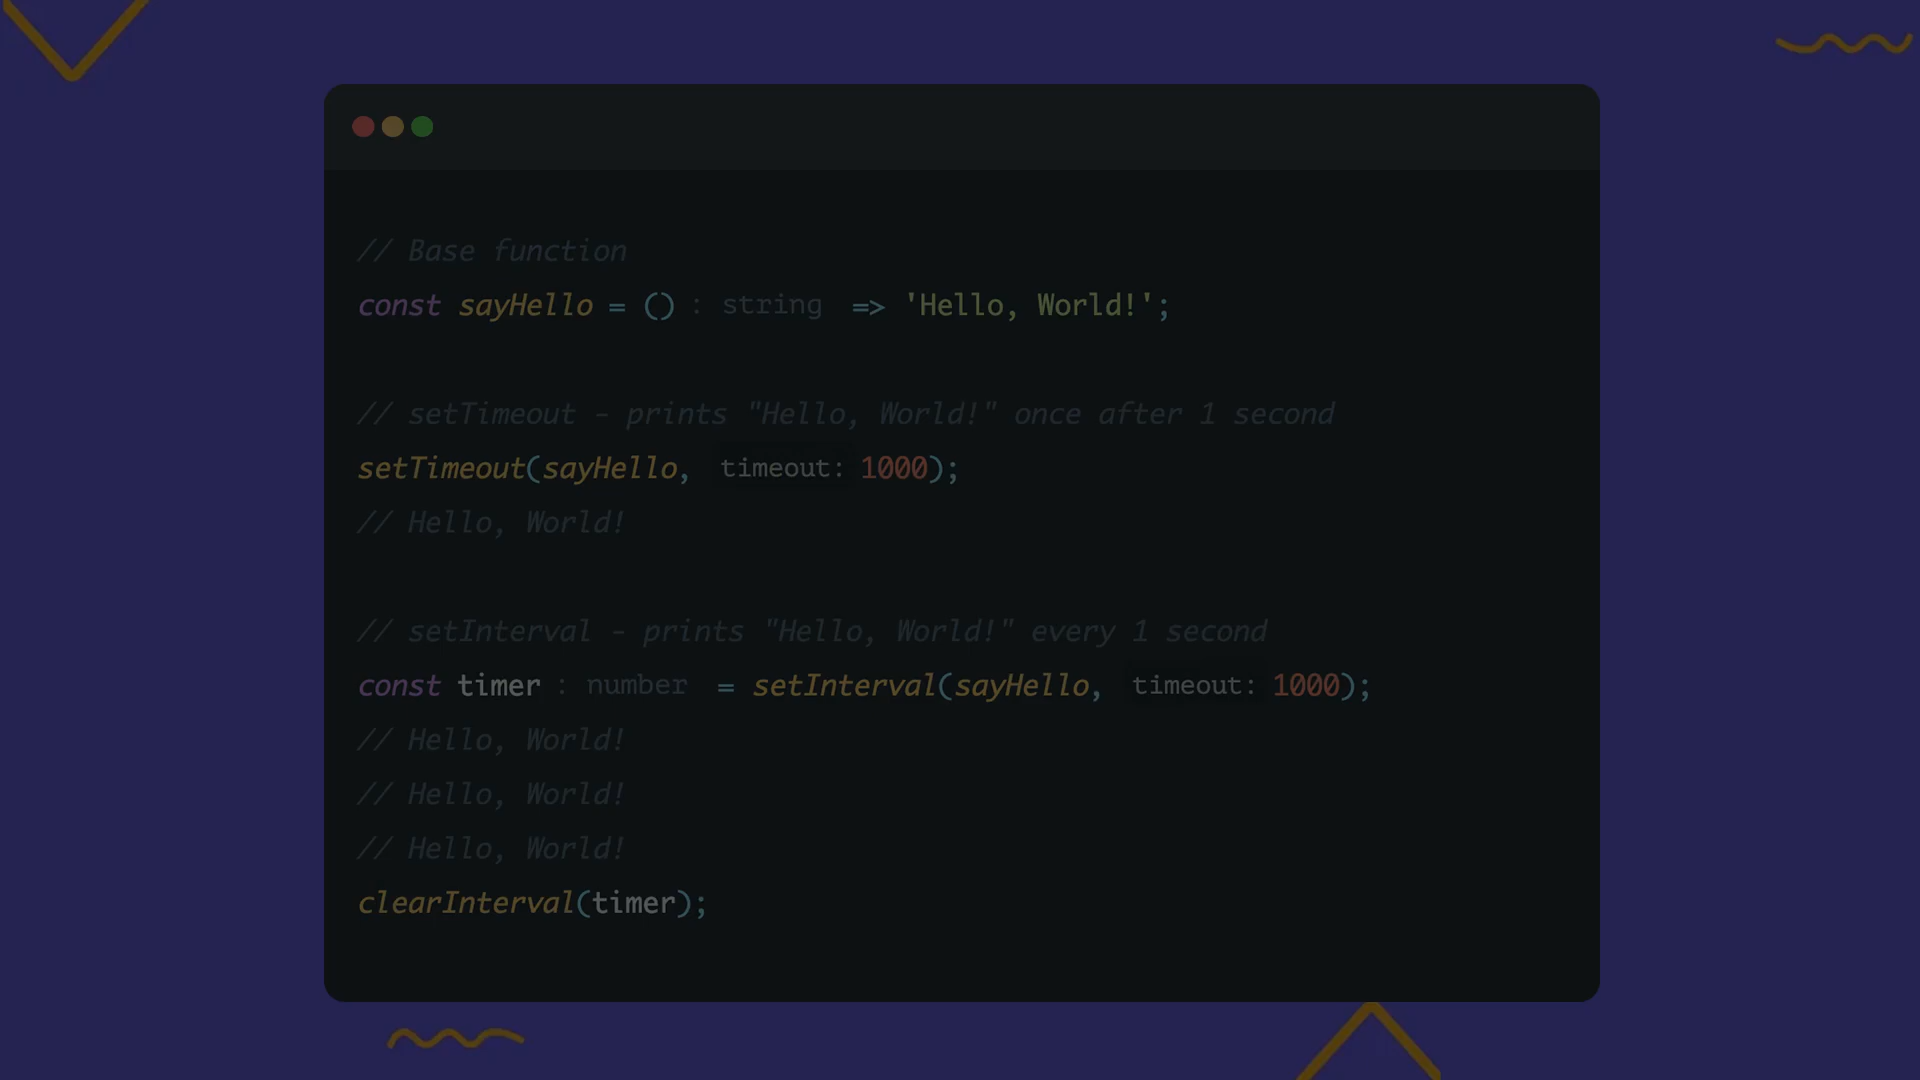 // Base function
const sayHello = () : string => 'Hello, World!';
// setTimeout - prints "Hello, World!" once after 1 second
setTimeout(sayHello, timeout: 1000);
// Hello, World!
// setInterval - prints "Hello, World!" every 1 second
const timer : number = setInterval(sayHello, timeout: 1000);
// Hello, World!
// Hello, World!
// Hello, World!
clearInterval(timer);